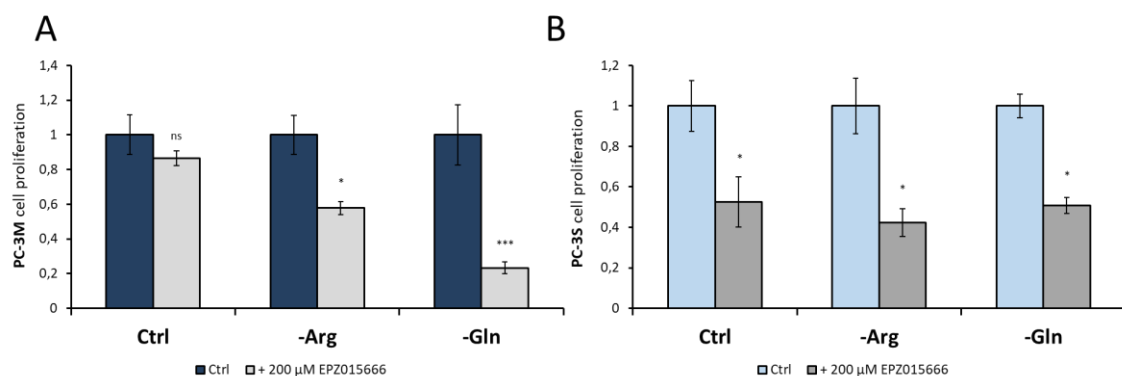 A
PC-3M cell proliferation
1,4
1,2
1
0,8
0,6
0,4
0,2
0
ns
*
***
Ctrl
-Arg
-Gln
Ctrl + 200 µM EPZ015666
B
PC-3S cell proliferation
1,2
1
0,8
0,6
0,4
0,2
0
*
*
*
Ctrl
-Arg
-Gln
Ctrl + 200 µM EPZ015666